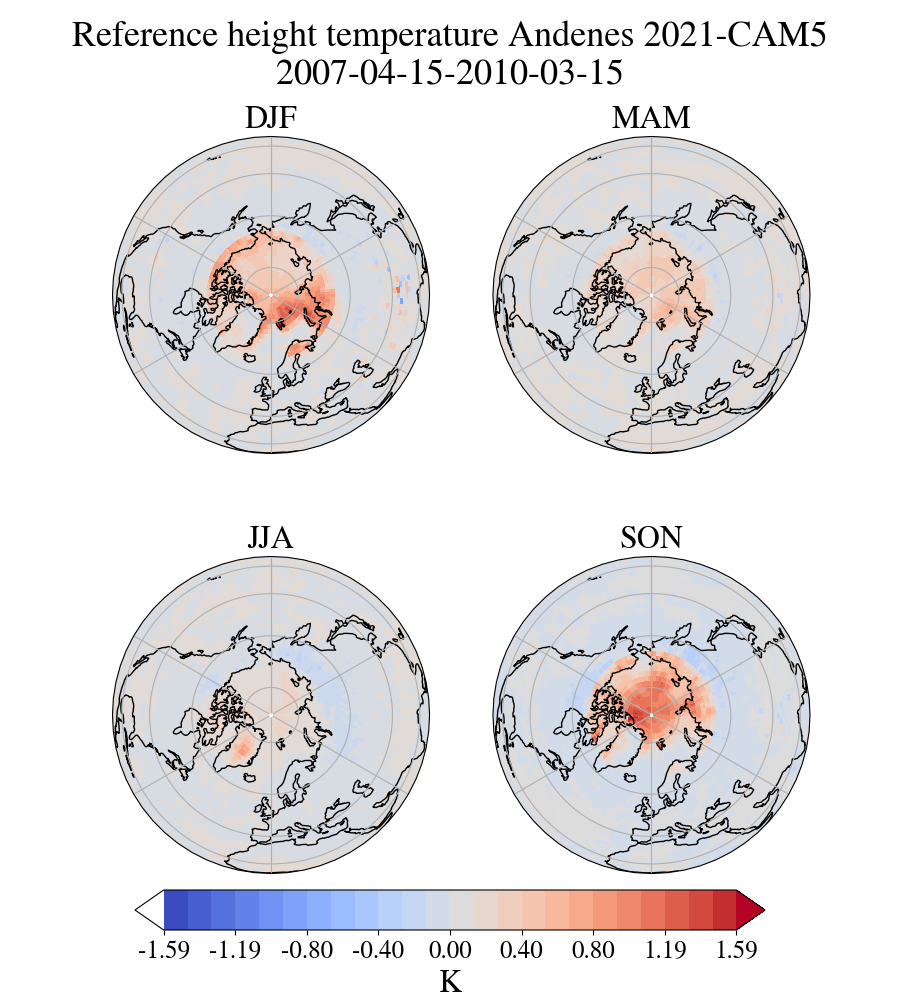 Reference height temperature Andenes 2021-CAM5
2007-04-15-2010-03-15
DJF
MAM
JJA
SON
-1.59 -1.19 -0.80 -0.40 0.00 0.40 0.80 1.19 1.59
K